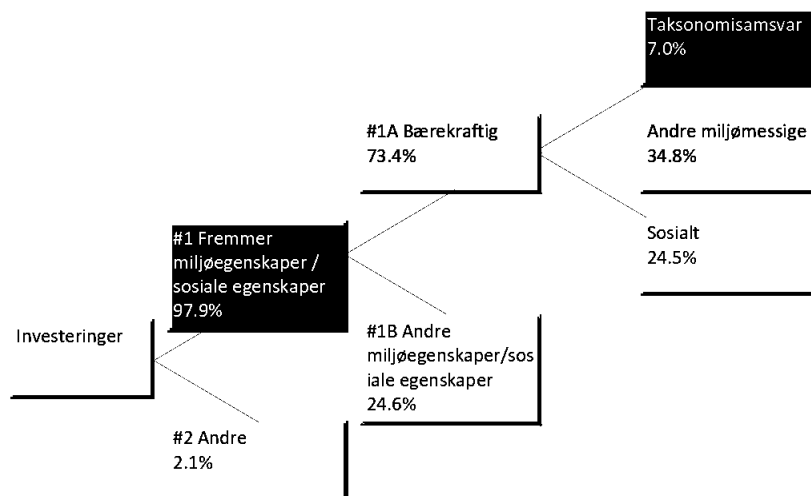 Taksonomisamsvar
7.0%
#1A Bærekraftig
73.4%
Andre miljømessige
34.8%
#1 Fremmer
miljøegenskaper /
sosiale egenskaper
97.9%
Sosialt
24.5%
Investeringer
#1B Andre
miljøegenskaper/sos
iale egenskaper
24.6%
#2 Andre
2.1%